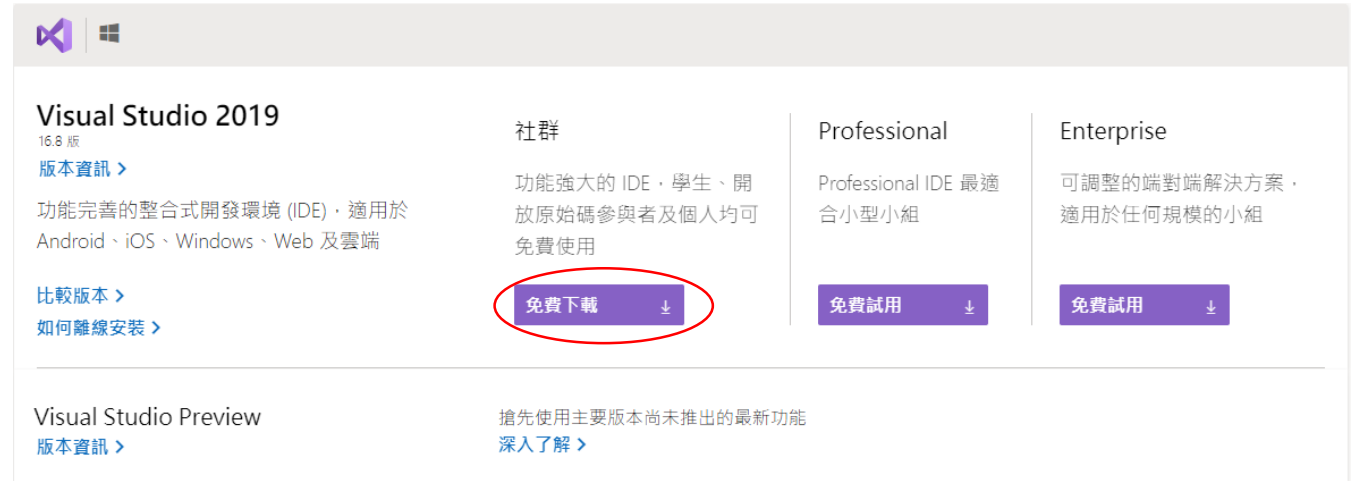 Visual Studio 2019
16.8 版
版本資訊 >
功能完善的整合式開發環境 (IDE)，適用於
Android、iOS、Windows、Web 及雲端
比較版本 >
如何離線安裝 >
社群
功能強大的 IDE，學生、開
放原始碼參與者及個人均可
免費使用
免費下載
Professional
Professional IDE 最適
合小型小組
免費試用
Enterprise
可調整的端對端解決方案，
適用於任何規模的小組
免費試用
Visual Studio Preview
版本資訊 >
搶先使用主要版本尚未推出的最新功能
深入了解 >